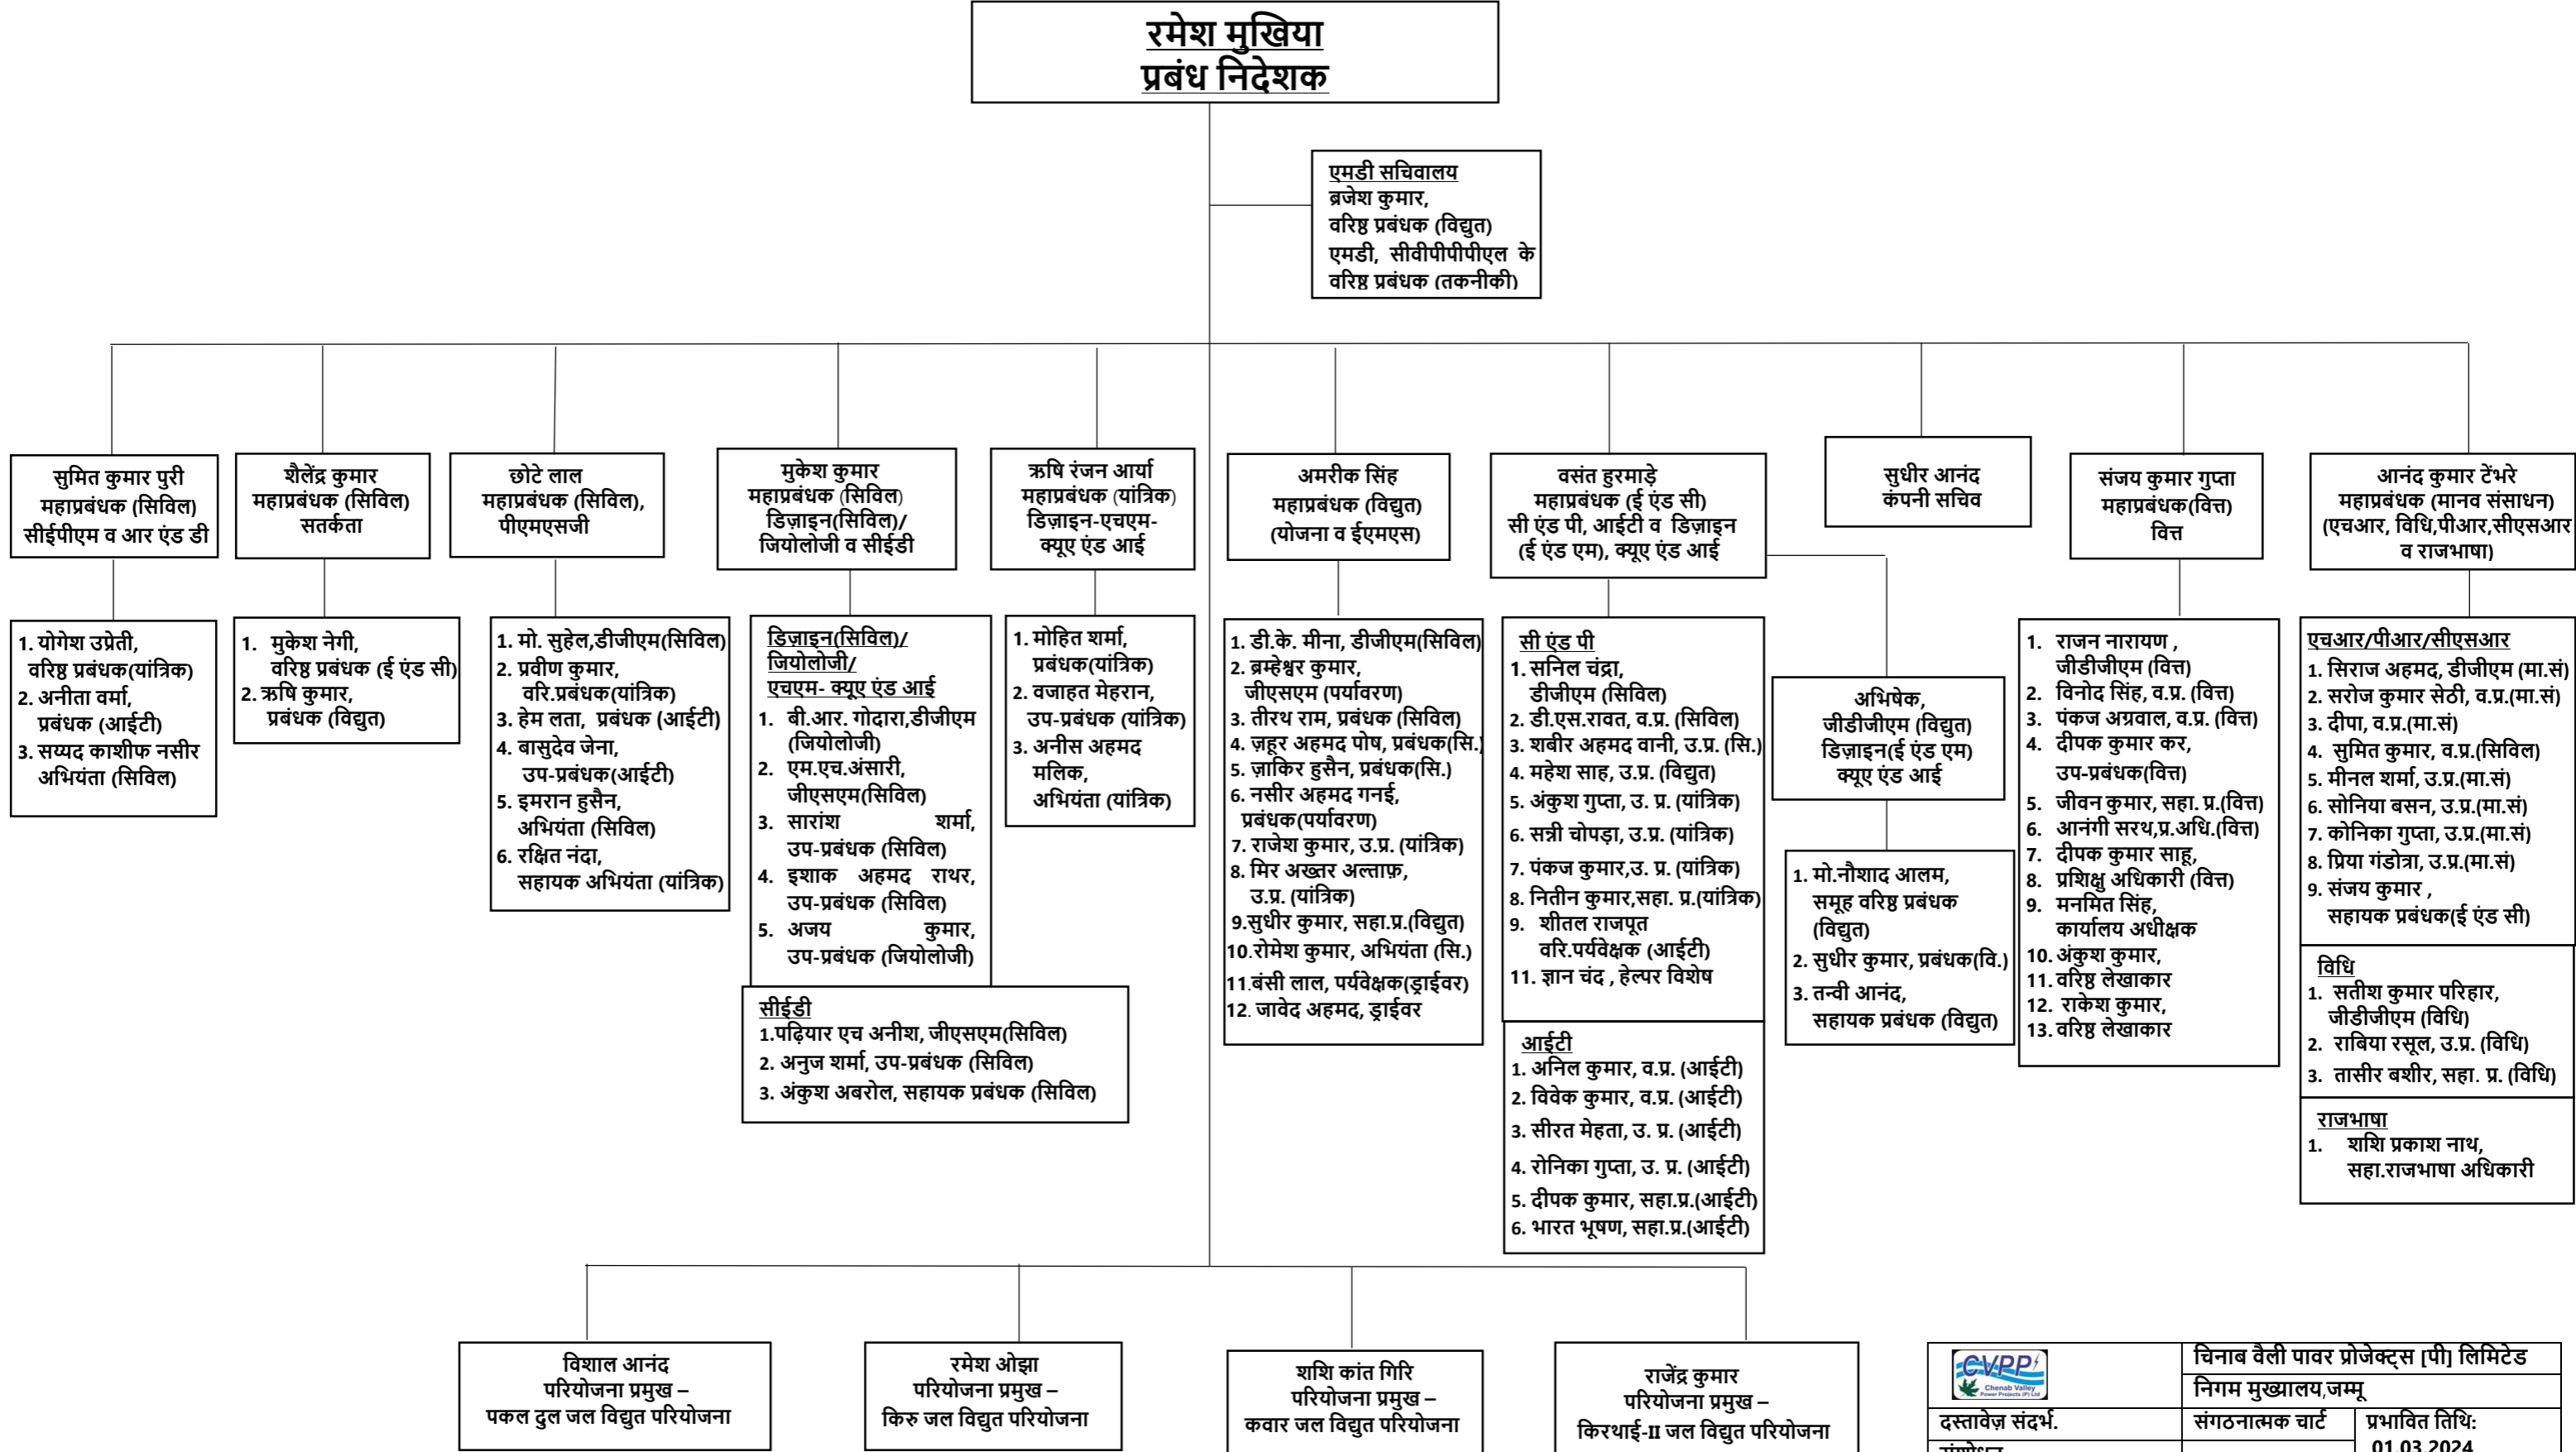 रमेश मुखिया
प्रबंध निदेशक
एमडी सचिवालय
ब्रजेश कुमार,
वरिष्ठ प्रबंधक (विद्युत)
एमडी, सीवीपीपीपीएल के
वरिष्ठ प्रबंधक (तकनीकी)
सुमित कुमार पुरी
महाप्रबंधक (सिविल)
सीईपीएम व आर एंड डी
शैलेंद्र कुमार
महाप्रबंधक (सिविल)
सतर्कता
छोटे लाल
महाप्रबंधक (सिविल),
पीएमएसजी
मुकेश कुमार
महाप्रबंधक (सिविल)
डिज़ाइन(सिविल)/
जियोलोजी व सीईडी
ऋषि रंजन आर्या
महाप्रबंधक (यांत्रिक)
डिज़ाइन-एचएम-
क्यूए एंड आई
अमरीक सिंह
महाप्रबंधक (विद्युत)
(योजना व ईएमएस)
वसंत हुरमाड़े
महाप्रबंधक (ई एंड सी)
सी एंड पी, आईटी व डिज़ाइन
(ई एंड एम), क्यूए एंड आई
सुधीर आनंद
कंपनी सचिव
संजय कुमार गुप्ता
महाप्रबंधक(वित्त)
वित्त
आनंद कुमार टेंभरे
महाप्रबंधक (मानव संसाधन)
(एचआर, विधि,पीआर,सीएसआर
व राजभाषा)
1. योगेश उप्रेती,
वरिष्ठ प्रबंधक(यांत्रिक)
2. अनीता वर्मा,
प्रबंधक (आईटी)
3. सय्यद काशीफ नसीर
अभियंता (सिविल)
1. मुकेश नेगी,
वरिष्ठ प्रबंधक (ई एंड सी)
2. ऋषि कुमार,
प्रबंधक (विद्युत)
1. मो. सुहेल,डीजीएम(सिविल)
2. प्रवीण कुमार,
वरि.प्रबंधक(यांत्रिक)
3. हेम लता, प्रबंधक (आईटी)
4. बासुदेव जेना,
उप-प्रबंधक(आईटी)
5. इमरान हुसैन,
अभियंता (सिविल)
6. रक्षित नंदा,
सहायक अभियंता (यांत्रिक)
डिज़ाइन(सिविल)/
जियोलोजी/
एचएम- क्यूए एंड आई
1. बी.आर. गोदारा,डीजीएम
(जियोलोजी)
2. एम.एच.अंसारी,
जीएसएम(सिविल)
3. सारांश शर्मा,
उप-प्रबंधक (सिविल)
4. इशाक अहमद राथर,
उप-प्रबंधक (सिविल)
5. अजय कुमार,
उप-प्रबंधक (जियोलोजी)
सीईडी
1.पढ़ियार एच अनीश, जीएसएम(सिविल)
2. अनुज शर्मा, उप-प्रबंधक (सिविल)
3. अंकुश अबरोल, सहायक प्रबंधक (सिविल)
1. मोहित शर्मा,
प्रबंधक(यांत्रिक)
2. वजाहत मेहरान,
उप-प्रबंधक (यांत्रिक)
3. अनीस अहमद
मलिक,
अभियंता (यांत्रिक)
1. डी.के. मीना, डीजीएम(सिविल)
2. ब्रम्हेश्वर कुमार,
जीएसएम (पर्यावरण)
3. तीरथ राम, प्रबंधक (सिविल)
4. ज़हूर अहमद पोष, प्रबंधक(सि.)
5. ज़ाकिर हुसैन, प्रबंधक(सि.)
6. नसीर अहमद गनई,
प्रबंधक(पर्यावरण)
7. राजेश कुमार, उ.प्र. (यांत्रिक)
8. मिर अख्तर अल्ताफ़,
उ.प्र. (यांत्रिक)
9.सुधीर कुमार, सहा.प्र.(विद्युत)
10.रोमेश कुमार, अभियंता (सि.)
11.बंसी लाल, पर्यवेक्षक(ड्राईवर)
12. जावेद अहमद, ड्राईवर
सी एंड पी
1. सनिल चंद्रा,
डीजीएम (सिविल)
2. डी.एस.रावत, व.प्र. (सिविल)
3. शबीर अहमद वानी, उ.प्र. (सि.)
4. महेश साह, उ.प्र. (विद्युत)
5. अंकुश गुप्ता, उ. प्र. (यांत्रिक)
6. सन्नी चोपड़ा, उ.प्र. (यांत्रिक)
7. पंकज कुमार,उ. प्र. (यांत्रिक)
8. नितीन कुमार,सहा. प्र.(यांत्रिक)
9. शीतल राजपूत
वरि.पर्यवेक्षक (आईटी)
11. ज्ञान चंद , हेल्पर विशेष
आईटी
1. अनिल कुमार, व.प्र. (आईटी)
2. विवेक कुमार, व.प्र. (आईटी)
3. सीरत मेहता, उ. प्र. (आईटी)
4. रोनिका गुप्ता, उ. प्र. (आईटी)
5. दीपक कुमार, सहा.प्र.(आईटी)
6. भारत भूषण, सहा.प्र.(आईटी)
अभिषेक,
जीडीजीएम (विद्युत)
डिज़ाइन(ई एंड एम)
क्यूए एंड आई
1. मो.नौशाद आलम,
समूह वरिष्ठ प्रबंधक
(विद्युत)
2. सुधीर कुमार, प्रबंधक(वि.)
3. तन्वी आनंद,
सहायक प्रबंधक (विद्युत)
1. राजन नारायण ,
जीडीजीएम (वित्त)
2. विनोद सिंह, व.प्र. (वित्त)
3. पंकज अग्रवाल, व.प्र. (वित्त)
4. दीपक कुमार कर,
उप-प्रबंधक(वित्त)
5. जीवन कुमार, सहा. प्र.(वित्त)
6. आनंगी सरथ,प्र.अधि.(वित्त)
7. दीपक कुमार साहू,
8. प्रशिक्षु अधिकारी (वित्त)
9. मनमित सिंह,
कार्यालय अधीक्षक
10. अंकुश कुमार,
11. वरिष्ठ लेखाकार
12. राकेश कुमार,
13. वरिष्ठ लेखाकार
एचआर/पीआर/सीएसआर
1. सिराज अहमद, डीजीएम (मा.सं)
2. सरोज कुमार सेठी, व.प्र.(मा.सं)
3. दीपा, व.प्र.(मा.सं)
4. सुमित कुमार, व.प्र.(सिविल)
5. मीनल शर्मा, उ.प्र.(मा.सं)
6. सोनिया बसन, उ.प्र.(मा.सं)
7. कोनिका गुप्ता, उ.प्र.(मा.सं)
8. प्रिया गंडोत्रा, उ.प्र.(मा.सं)
9. संजय कुमार ,
सहायक प्रबंधक(ई एंड सी)
विधि
1. सतीश कुमार परिहार,
जीडीजीएम (विधि)
2. राबिया रसूल, उ.प्र. (विधि)
3. तासीर बशीर, सहा. प्र. (विधि)
राजभाषा
1. शशि प्रकाश नाथ,
सहा.राजभाषा अधिकारी
विशाल आनंद
परियोजना प्रमुख –
पकल दुल जल विद्युत परियोजना
रमेश ओझा
परियोजना प्रमुख –
किरु जल विद्युत परियोजना
शशि कांत गिरि
परियोजना प्रमुख –
कवार जल विद्युत परियोजना
राजेंद्र कुमार
परियोजना प्रमुख –
किरथाई-II जल विद्युत परियोजना
CVPP
Chenab Valley
Power Projects (P) Ltd
चिनाब वैली पावर प्रोजेक्ट्स [पी] लिमिटेड
निगम मुख्यालय,जम्मू
दस्तावेज़ संदर्भ.
संगठनात्मक चार्ट
प्रभावित तिथि:
01.03.2024